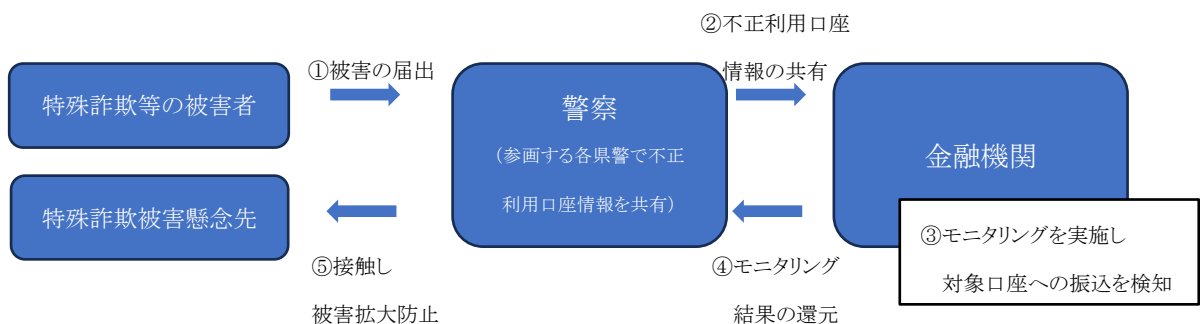 ②不正利用口座
情報の共有
①被害の届出
特殊詐欺等の被害者
警察
(参画する各県警で不正
利用口座情報を共有)
金融機関
特殊詐欺被害懸念先
③モニタリングを実施し
対象口座への振込を検知
④モニタリング
結果の還元
⑤接触し
被害拡大防止